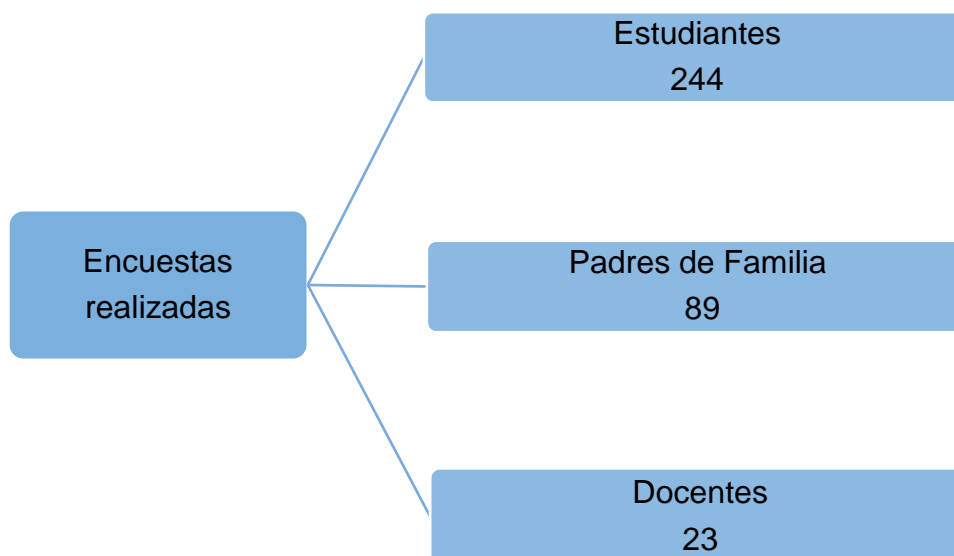 Encuestas
realizadas
Estudiantes
244
Padres de Familia
89
Docentes
23